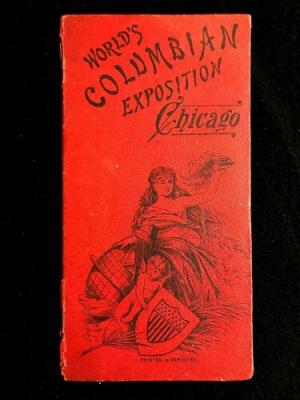 WORLD'S
COLUMBIAN
EXPOSITION
Chicago
PRINTED IN GERMANY.